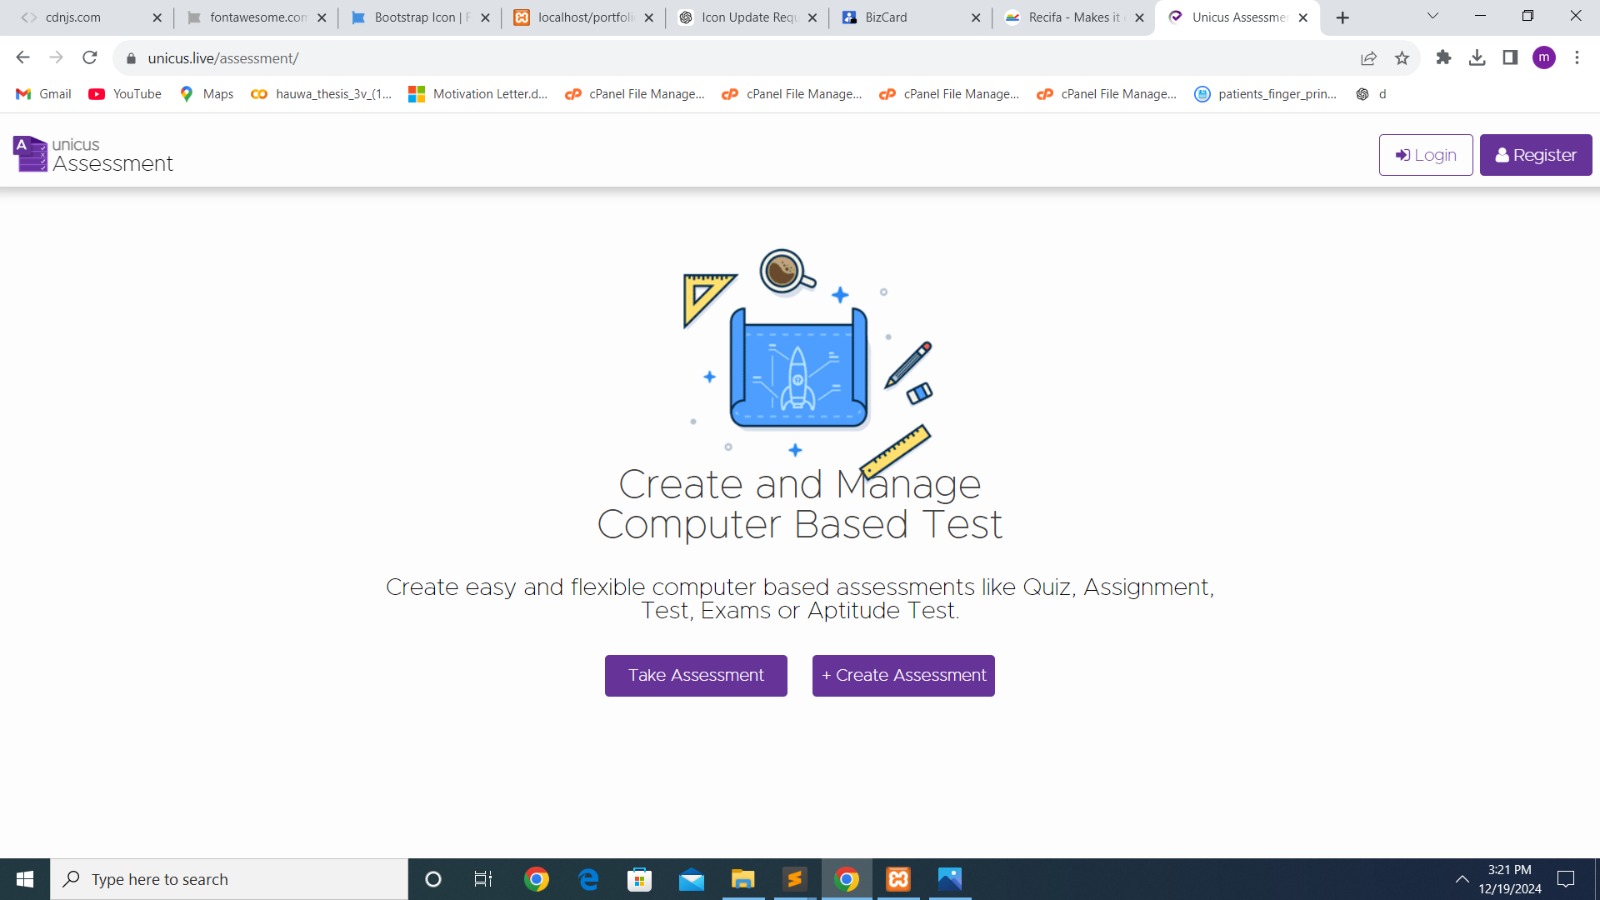 cdnjs.com
fontawesome.con
Bootstrap Icon | F
localhost/portfoli
Icon Update Requ
BizCard
Recifa - Makes it
Unicus Assessme
unicus.live/assessment/
m
Gmail
YouTube
Maps
hauwa_thesis_3v_(1...
Motivation Letter.d...
cPanel File Manage...
cPanel File Manage...
cPanel File Manage...
cPanel File Manage...
patients_finger_prin...
d
A
unicus
Assessment
Login
Register
Create and Manage
Computer Based Test
Create easy and flexible computer based assessments like Quiz, Assignment,
Test, Exams or Aptitude Test.
Take Assessment
+ Create Assessment
Type here to search
3:21 PM
12/19/2024